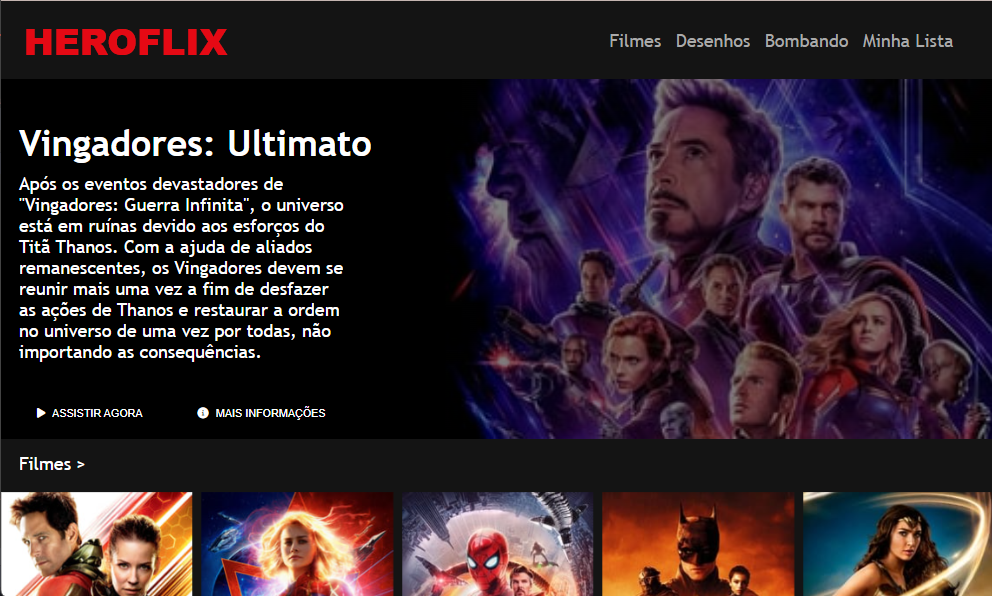 HEROFLIX
Filmes Desenhos Bombando Minha Lista
Vingadores: Ultimato
Após os eventos devastadores de
"Vingadores: Guerra Infinita", o universo
está em ruínas devido aos esforços do
Titã Thanos. Com a ajuda de aliados
remanescentes, os Vingadores devem se
reunir mais uma vez a fim de desfazer
as ações de Thanos e restaurar a ordem
no universo de uma vez por todas, não
importando as consequências.
ASSISTIR AGORA
MAIS INFORMAÇÕES
Filmes >